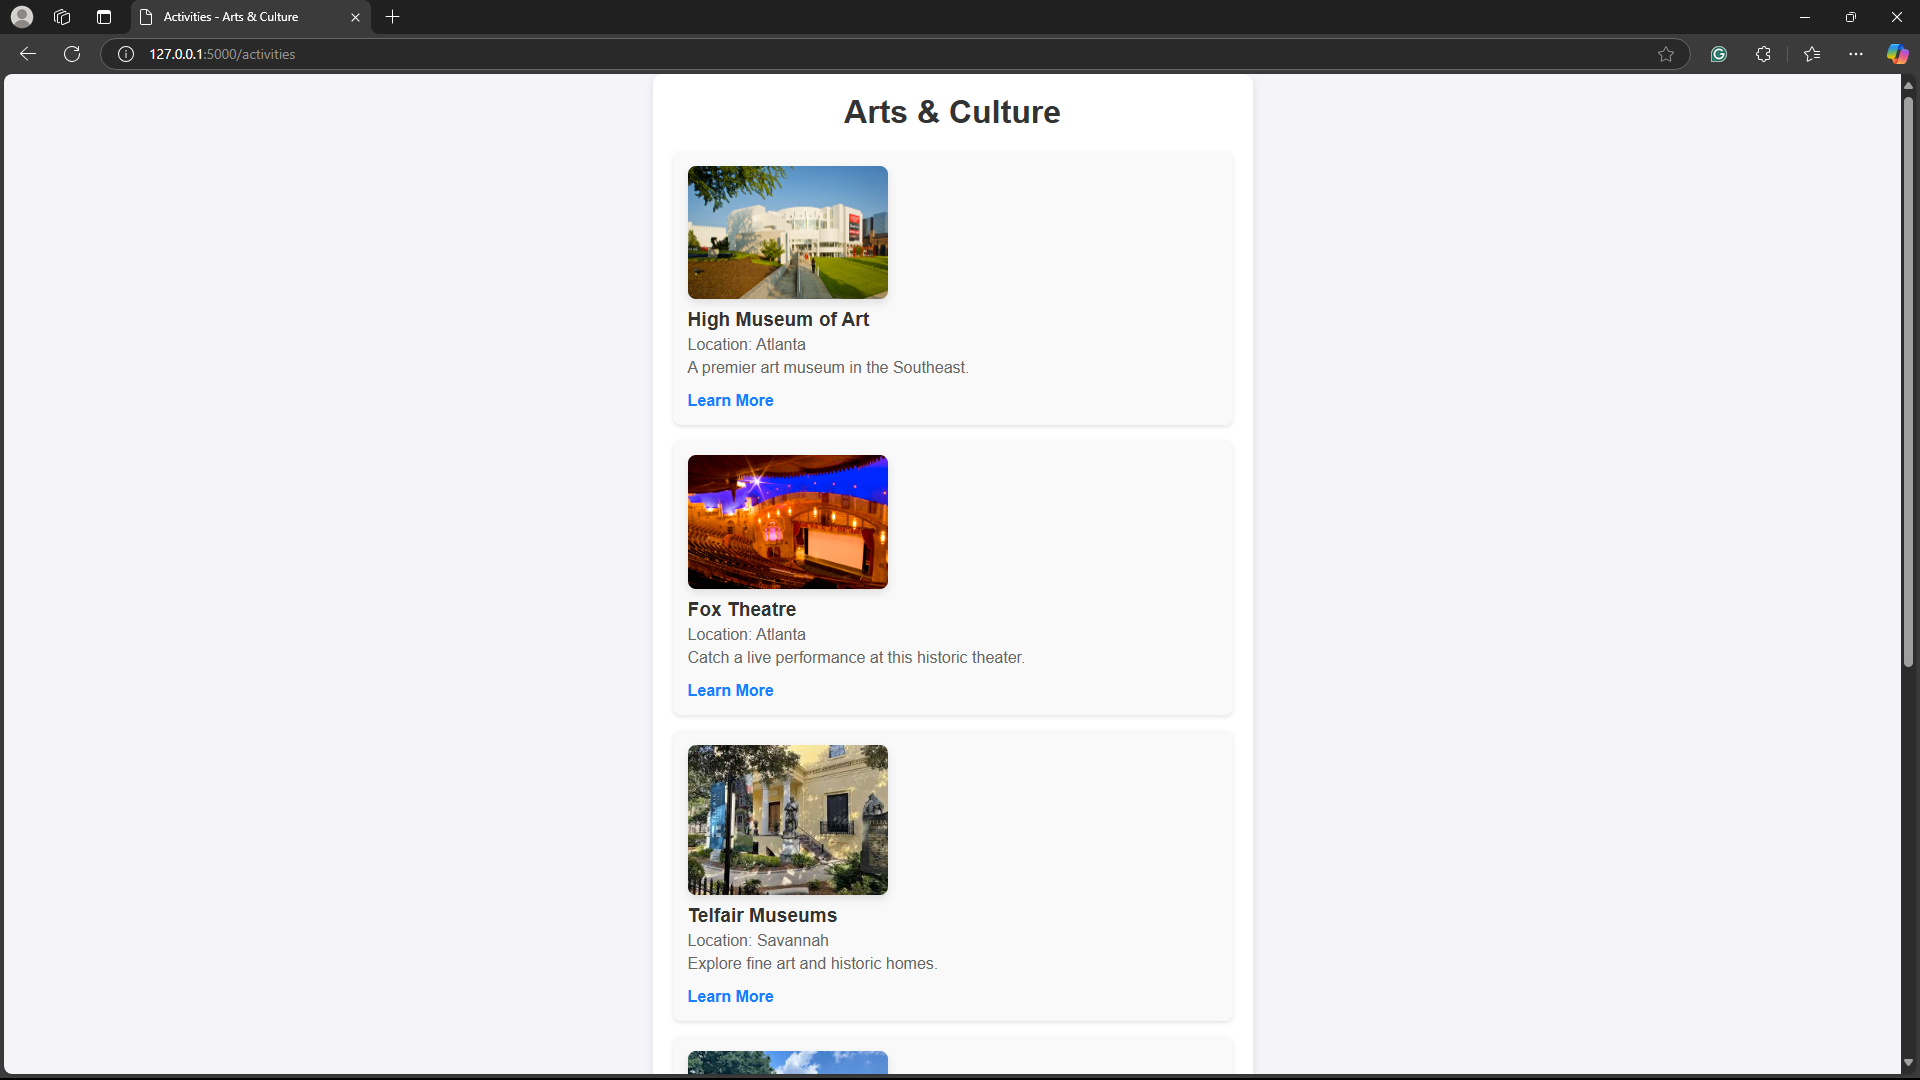 Activities - Arts & Culture
127.0.0.1:5000/activities
Arts & Culture
High Museum of Art
Location: Atlanta
A premier art museum in the Southeast.
Learn More
Fox Theatre
Location: Atlanta
Catch a live performance at this historic theater.
Learn More
Telfair Museums
Location: Savannah
Explore fine art and historic homes.
Learn More